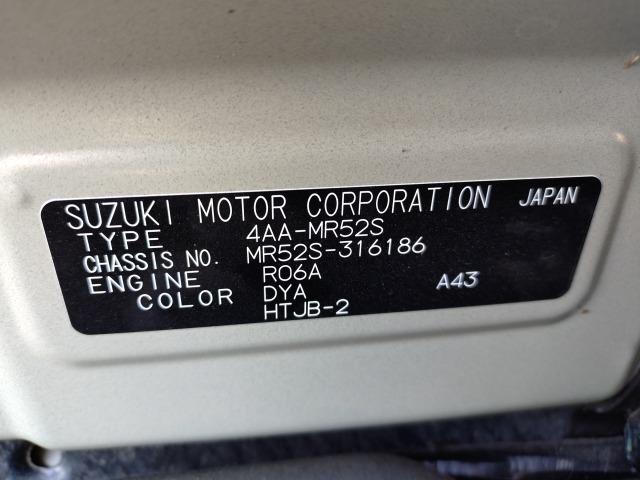 SUZUKI MOTOR CORPORATION JAPAN
TYPE 4AA-MR52S
CHASSIS NO. MR52S-316186
ENGINE R06A
COLOR DYA A43
HTJB-2